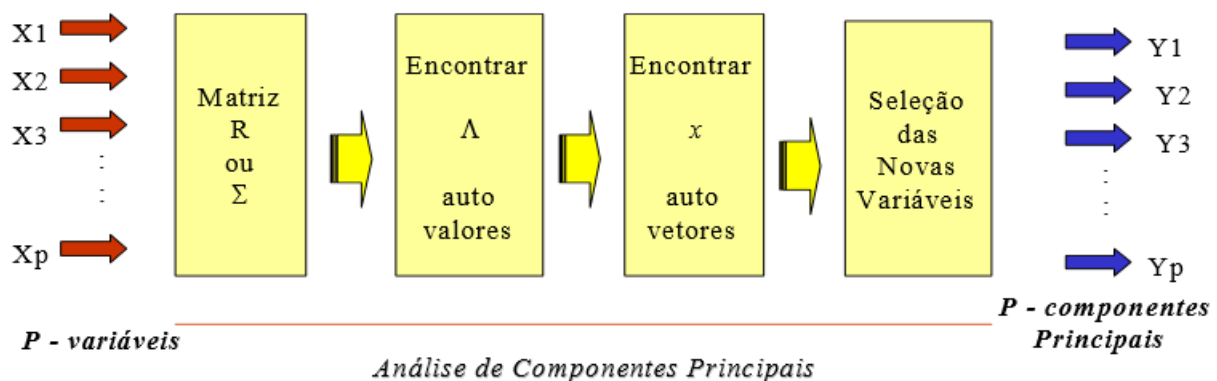 X1
X2
X3
Xp
P - variáveis
Matriz
R
ou
Σ
Encontrar
Λ
auto
valores
Encontrar
x
auto
vetores
Seleção
das
Novas
Variáveis
Y1
Y2
Y3
Yp
P - componentes
Principais
Análise de Componentes Principais